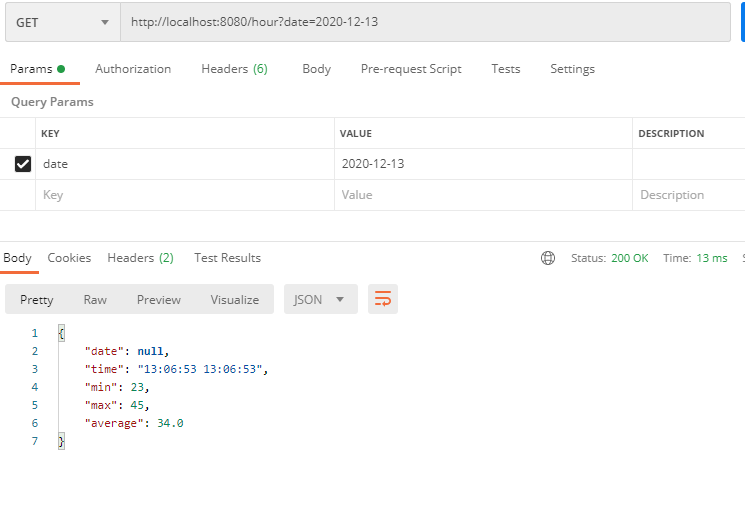 GET http://localhost:8080/hour?date=2020-12-13
Params Authorization Headers (6) Body Pre-request Script Tests Settings
Query Params
KEY VALUE DESCRIPTION
date 2020-12-13
Key Value Description
Body Cookies Headers (2) Test Results Status: 200 OK Time: 13 ms
Pretty Raw Preview Visualize JSON
1 {
2 "date": null,
3 "time": "13:06:53 13:06:53",
4 "min": 23,
5 "max": 45,
6 "average": 34.0
7 }